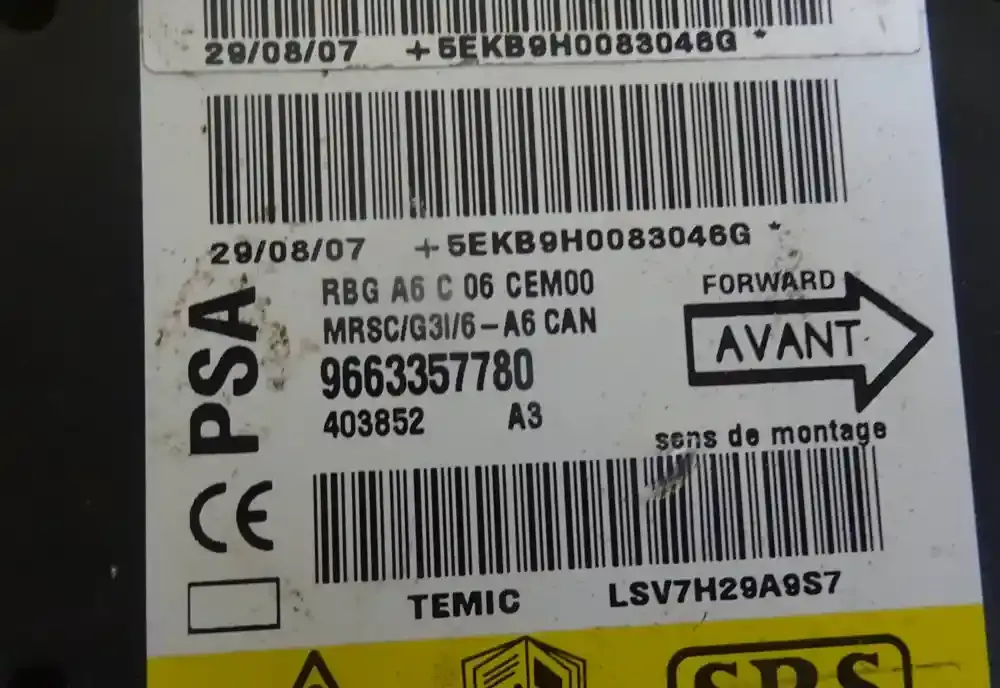 29/08/07 +5EKB9H0083046G *
29/08/07 +5EKB9H0083046G *
PSA
RBG A6 C 06 CEM00
MRSC/G3I/6-A6 CAN
9663357780
403852 A3
FORWARD
AVANT
sens de montage
CE
TEMIC LSV7H29A9S7
SRS